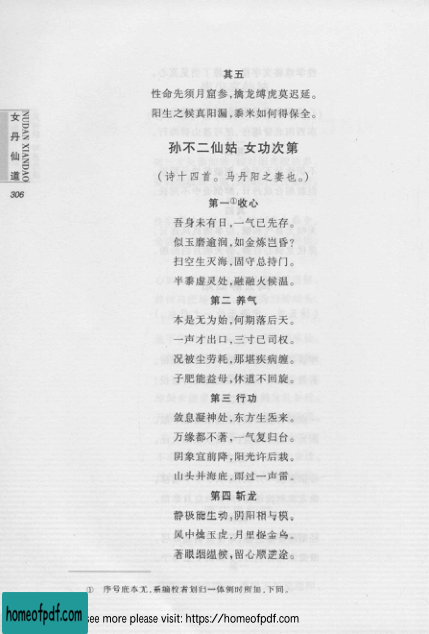 其五
性命先须月窟参,擒龙缚虎莫迟延。
阳生之候真阳漏,黍米如何得保全。
孙不二仙姑 女功次第
(诗十四首。马丹阳之妻也。)
第一①收心
吾身未有日,一气已先存。
似玉磨逾润,如金炼岂昏?
扫空生灭海,固守总持门。
半黍虚灵处,融融火候温。
第二 养气
本是无为始,何期落后天。
一声才出口,三寸已司权。
况被尘劳耗,那堪疾病缠。
子肥能益母,休道不回旋。
第三 行功
敛息凝神处,东方生炁来。
万缘都不著,一气复归台。
阴象宜前降,阳光许后栽。
山头并海底,雨过一声雷。
第四 斩龙
静极能生动,阴阳相与模。
风中擒玉虎,月里捉金乌。
著眼絪缊候,留心顺逆途。
① 序号底本无,系编校者划归一体例时所加,下同。
女丹仙道
NUDAN XIANDAO
306
homeofpdf.com
see more please visit: https://homeofpdf.com